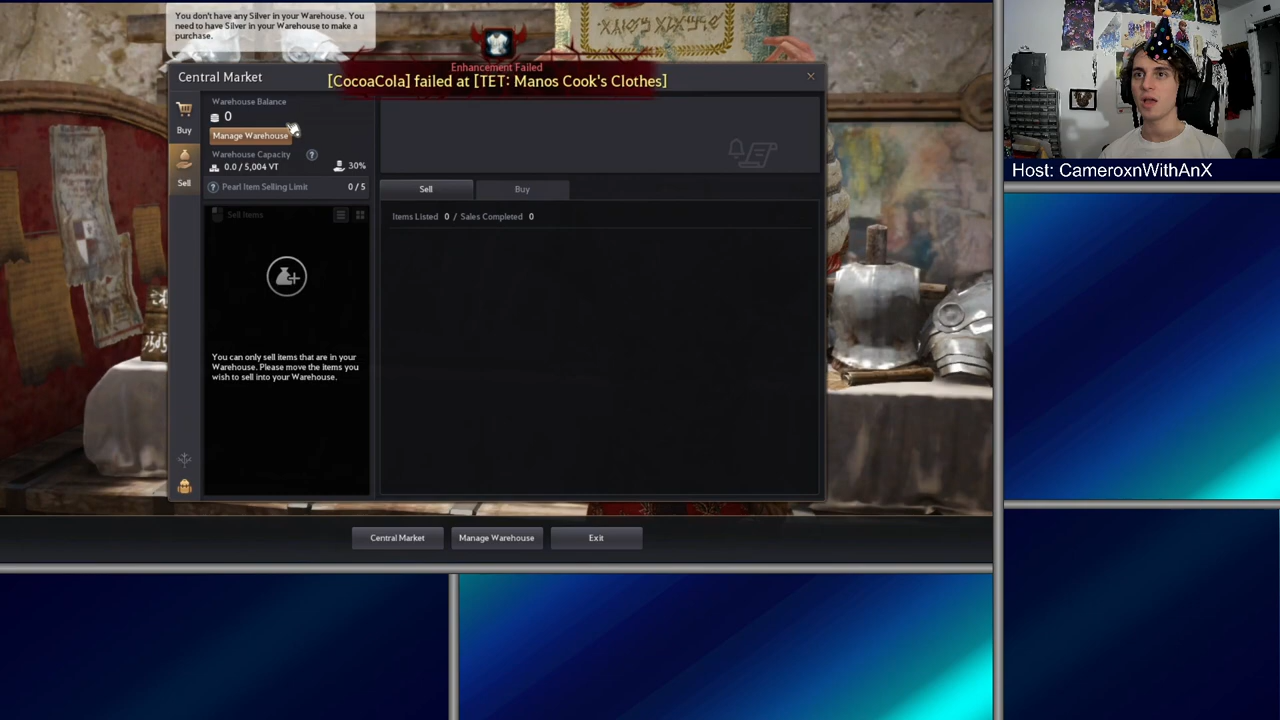 You don't have any Silver in your Warehouse. You
need to have Silver in your Warehouse to make a
purchase.
Enhancement Failed
[CocoaCola] failed at [TET: Manos Cook's Clothes]
Central Market
Buy
Sell
Warehouse Balance
0
Manage Warehouse
Warehouse Capacity
0.0 / 5,004 VT
30%
Pearl Item Selling Limit
0 / 5
Sell Items
You can only sell items that are in your
Warehouse. Please move the items you
wish to sell into your Warehouse.
Sell
Buy
Items Listed 0 / Sales Completed 0
Central Market
Manage Warehouse
Exit
Host: CameroxnWithAnX